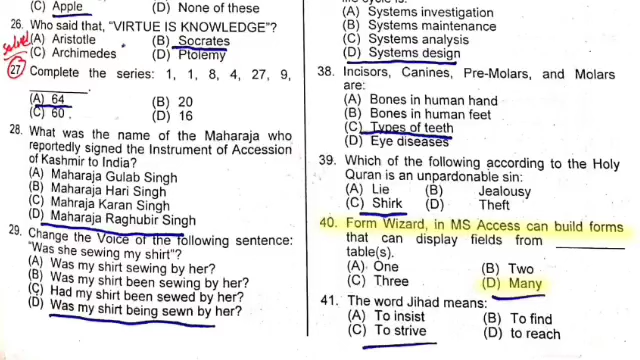 (C) Apple (D) None of these
26. Who said that, "VIRTUE IS KNOWLEDGE"?
(A) Aristotle (B) Socrates
(C) Archimedes (D) Ptolemy
27 Complete the series: 1, 1, 8, 4, 27, 9,
(A) 64 (B) 20
(C) 60. (D) 16
28. What was the name of the Maharaja who
reportedly signed the Instrument of Accession
of Kashmir to India?
(A) Maharaja Gulab Singh
(B) Maharaja Hari Singh
(C) Mahraja Karan Singh
(D) Maharaja Raghubir Singh
29. Change the Voice of the following sentence:
"Was she sewing my shirt"?
(A) Was my shirt sewing by her?
(B) Was my shirt been sewing by her?
(C) Had my shirt been sewed by her?
(D) Was my shirt being sewn by her?
(A) Systems investigation
(B) Systems maintenance
(C) Systems analysis
(D) Systems design
38. Incisors, Canines, Pre-Molars, and Molars
are:
(A) Bones in human hand
(B) Bones in human feet
(C) Types of teeth
(D) Eye diseases
39. Which of the following according to the Holy
Quran is an unpardonable sin:
(A) Lie (B) Jealousy
(C) Shirk (D) Theft
40. Form Wizard, in MS Access can build forms
that can display fields from ________
table(s):
(A) One (B) Two
(C) Three (D) Many
41. The word Jihad means:
(A) To insist (B) To find
(C) To strive (D) to reach